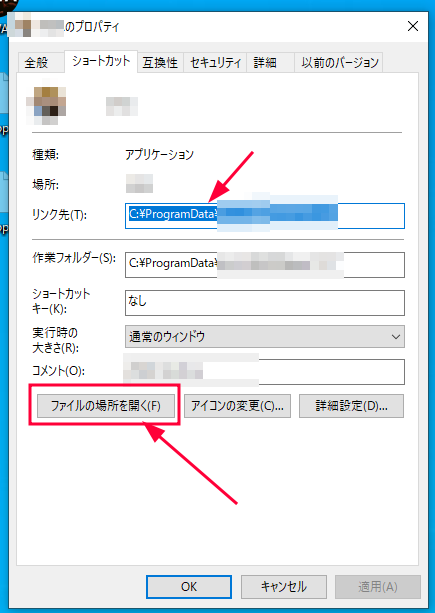 のプロパティ
全般 ショートカット 互換性 セキュリティ 詳細 以前のバージョン
種類: アプリケーション
場所:
リンク先(T): C:¥ProgramData¥
作業フォルダー(S): C:¥ProgramData¥
ショートカット
キー(K): なし
実行時の
大きさ(R): 通常のウィンドウ
コメント(O):
ファイルの場所を開く(F) アイコンの変更(C)... 詳細設定(D)...
OK キャンセル 適用(A)